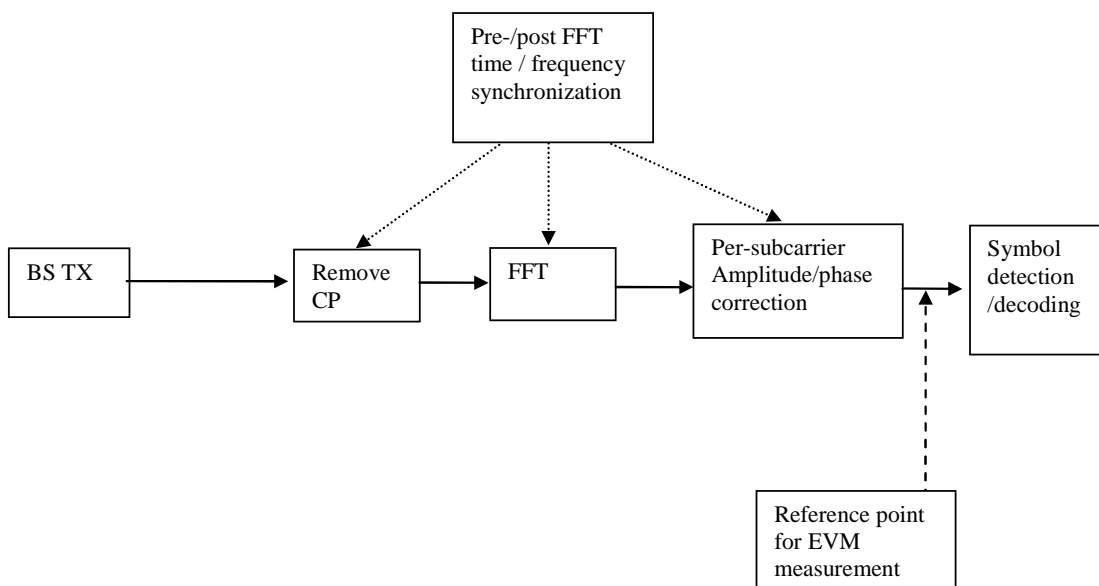 Pre-/post FFT
time / frequency
synchronization
BS TX
Remove
CP
FFT
Per-subcarrier
Amplitude/phase
correction
Symbol
detection
/decoding
Reference point
for EVM
measurement